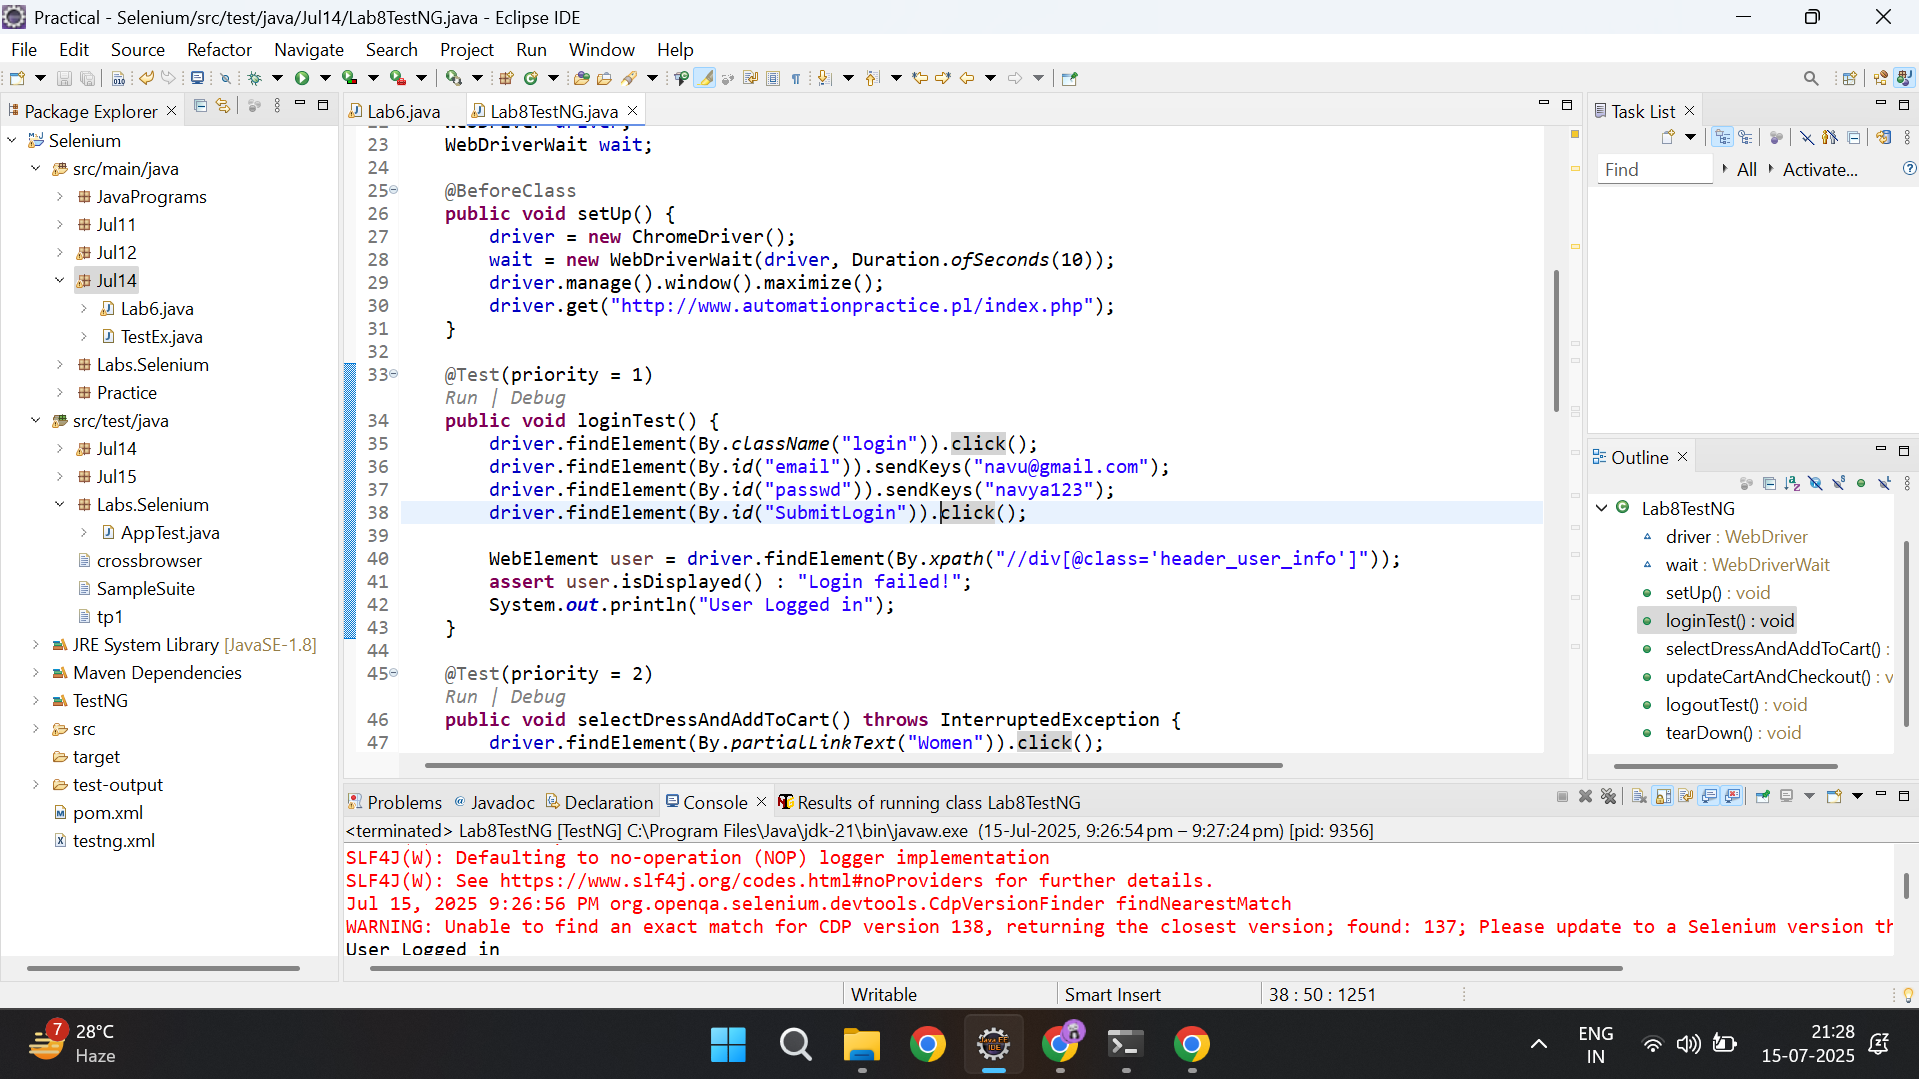 Practical - Selenium/src/test/java/Jul14/Lab8TestNG.java - Eclipse IDE
File Edit Source Refactor Navigate Search Project Run Window Help
Package Explorer
Selenium
src/main/java
JavaPrograms
Jul11
Jul12
Jul14
Lab6.java
TestEx.java
Labs.Selenium
Practice
src/test/java
Jul14
Jul15
Labs.Selenium
AppTest.java
crossbrowser
SampleSuite
tp1
JRE System Library [JavaSE-1.8]
Maven Dependencies
TestNG
src
target
test-output
pom.xml
testng.xml
Lab6.java Lab8TestNG.java
23 WebDriverWait wait;
24
25 @BeforeClass
26 public void setUp() {
27 driver = new ChromeDriver();
28 wait = new WebDriverWait(driver, Duration.ofSeconds(10));
29 driver.manage().window().maximize();
30 driver.get("http://www.automationpractice.pl/index.php");
31 }
32
33 @Test(priority = 1)
Run | Debug
34 public void loginTest() {
35 driver.findElement(By.className("login")).click();
36 driver.findElement(By.id("email")).sendKeys("navu@gmail.com");
37 driver.findElement(By.id("passwd")).sendKeys("navya123");
38 driver.findElement(By.id("SubmitLogin")).click();
39
40 WebElement user = driver.findElement(By.xpath("//div[@class='header_user_info']"));
41 assert user.isDisplayed() : "Login failed!";
42 System.out.println("User Logged in");
43 }
44
45 @Test(priority = 2)
Run | Debug
46 public void selectDressAndAddToCart() throws InterruptedException {
47 driver.findElement(By.partialLinkText("Women")).click();
Task List
Find All Activate...
Outline
Lab8TestNG
driver : WebDriver
wait : WebDriverWait
setUp() : void
loginTest() : void
selectDressAndAddToCart() :
updateCartAndCheckout() : v
logoutTest() : void
tearDown() : void
Problems Javadoc Declaration Console Results of running class Lab8TestNG
<terminated> Lab8TestNG [TestNG] C:\Program Files\Java\jdk-21\bin\javaw.exe (15-Jul-2025, 9:26:54 pm – 9:27:24 pm) [pid: 9356]
SLF4J(W): Defaulting to no-operation (NOP) logger implementation
SLF4J(W): See https://www.slf4j.org/codes.html#noProviders for further details.
Jul 15, 2025 9:26:56 PM org.openqa.selenium.devtools.CdpVersionFinder findNearestMatch
WARNING: Unable to find an exact match for CDP version 138, returning the closest version; found: 137; Please update to a Selenium version th
User Logged in
Writable Smart Insert 38 : 50 : 1251
7
28°C
Haze
ENG
IN
21:28
15-07-2025